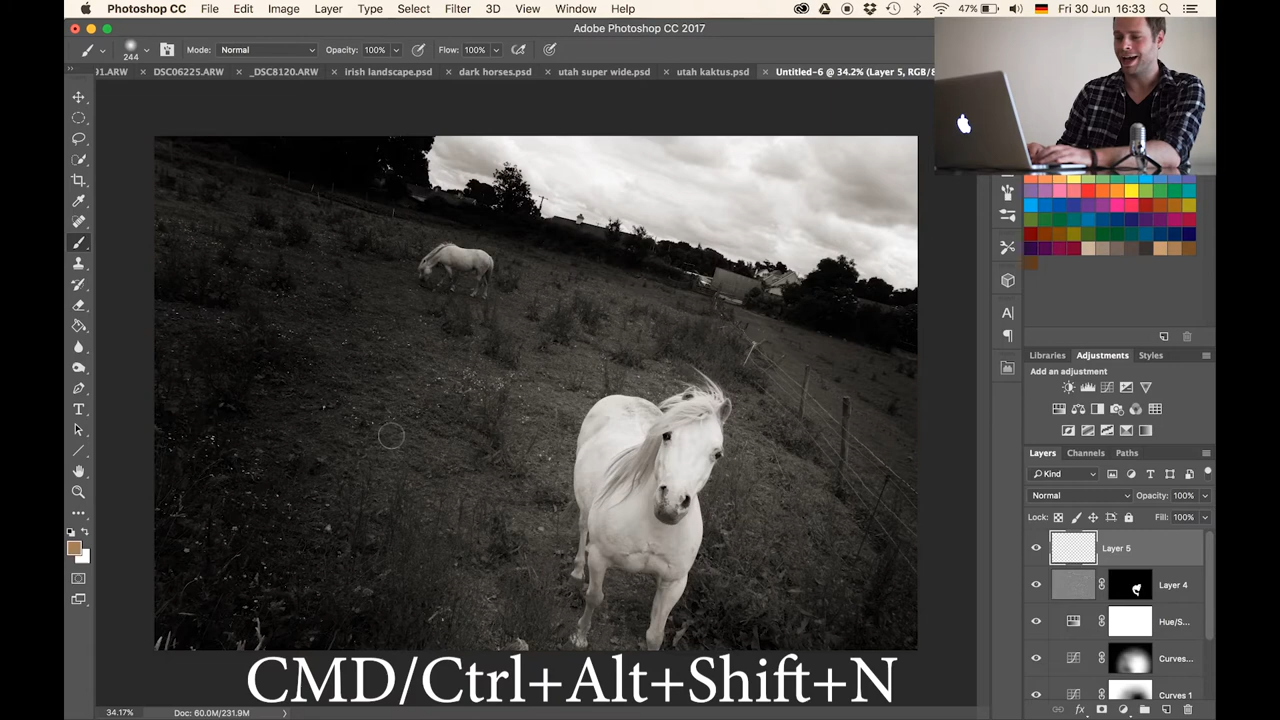 Photoshop CC File Edit Image Layer Type Select Filter 3D View Window Help 47% Fri 30 Jun 16:33
Adobe Photoshop CC 2017
244 Mode: Normal Opacity: 100% Flow: 100%
01.ARW DSC06225.ARW _DSC8120.ARW irish landscape.psd dark horses.psd utah super wide.psd utah kaktus.psd Untitled-6 @ 34.2% (Layer 5, RGB/8
Libraries Adjustments Styles
Add an adjustment
Layers Channels Paths
Kind
Normal Opacity: 100%
Lock: Fill: 100%
Layer 5
Layer 4
Hue/S...
Curves...
Curves 1
CMD/Ctrl+Alt+Shift+N
34.17% Doc: 60.0M/231.9M